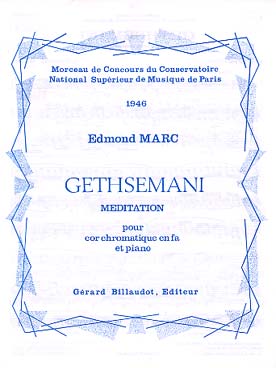 Morceau de Concours du Conservatoire
National Supérieur de Musique de Paris
1946
Edmond MARC
GETHSEMANI
MEDITATION
pour
cor chromatique en fa
et piano
Gérard Billaudot, Editeur